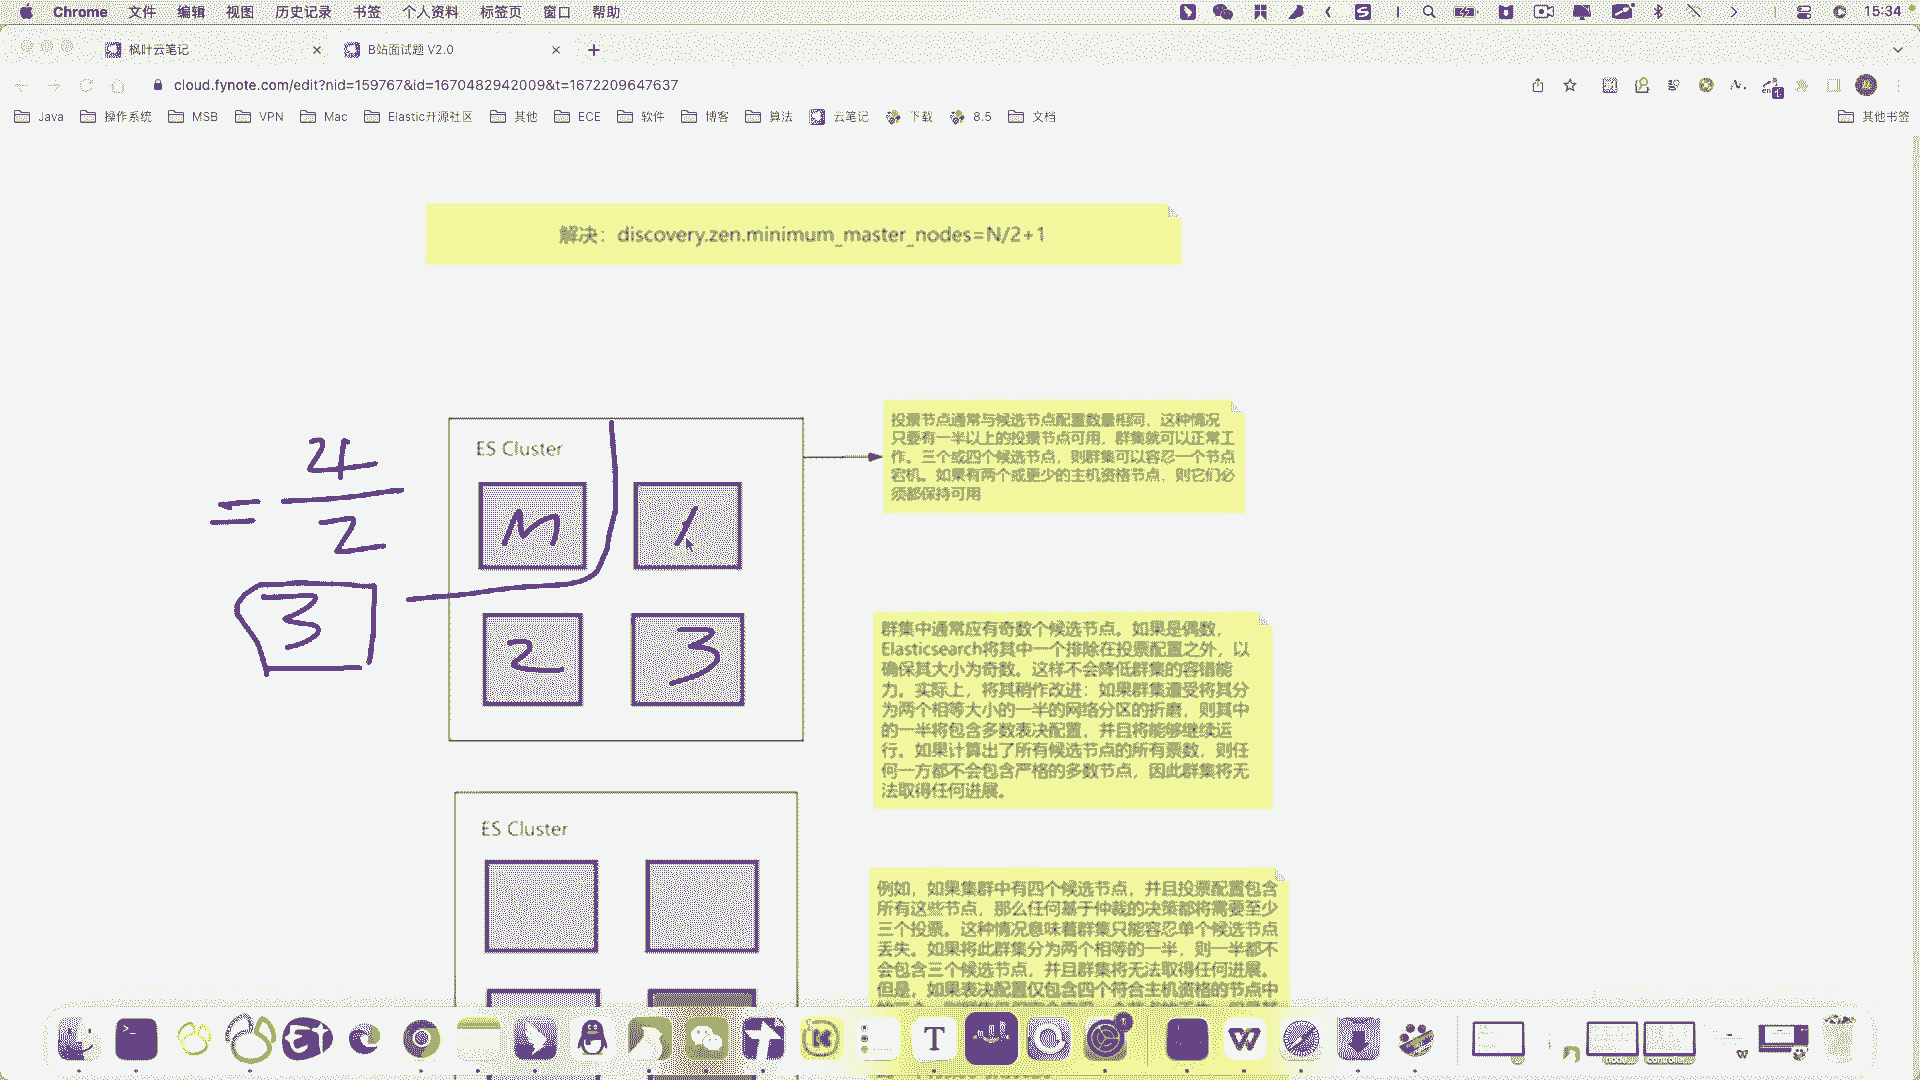 Chrome 文件 编辑 视图 历史记录 书签 个人资料 标签页 窗口 帮助 15:34
枫叶云笔记 B站面试题 V2.0
cloud.fynote.com/edit?nid=159767&id=1670482942009&t=1672209647637
Java 操作系统 MSB VPN Mac Elastic开源社区 其他 ECE 软件 博客 算法 云笔记 下载 8.5 文档 其他书签
解决：discovery.zen.minimum_master_nodes=N/2+1
投票节点通常与候选节点配置数量相同，这种情况
只要有一半以上的投票节点可用，群集就可以正常工
作。三个或四个候选节点，则群集可以容忍一个节点
宕机。如果有两个或更少的主机资格节点，则它们必
须都保持可用
ES Cluster
M 1
2 3
= 4
2
3
群集中通常应有奇数个候选节点。如果是偶数，
Elasticsearch将其中一个排除在投票配置之外，以
确保其大小为奇数。这样不会降低群集的容错能
力。实际上，将其稍作改进：如果群集遭受将其分
为两个相等大小的一半的网络分区的折磨，则其中
的一半将包含多数表决配置，并且将能够继续运
行。如果计算出了所有候选节点的所有票数，则任
何一方都不会包含严格的多数节点，因此群集将无
法取得任何进展。
ES Cluster
例如，如果集群中有四个候选节点，并且投票配置包含
所有这些节点，那么任何基于仲裁的决策都将需要至少
三个投票。这种情况意味着群集只能容忍单个候选节点
丢失。如果将此群集分为两个相等的一半，则一半都不
会包含三个候选节点，并且群集将无法取得任何进展。
但是，如果表决配置仅包含四个符合主机资格的节点中